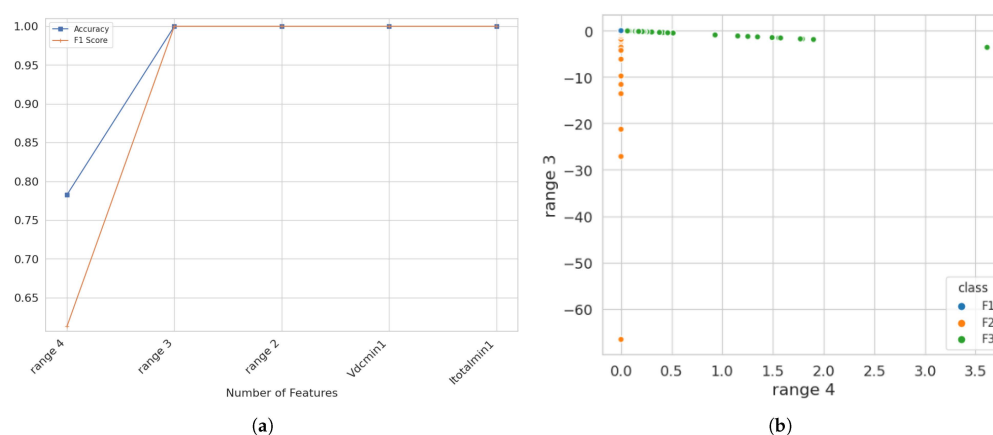 1.00
0.95
0.90
0.85
0.80
0.75
0.70
0.65
Accuracy
F1 Score
range 4
range 3
range 2
Vdcmin1
Itotalmin1
Number of Features
(a)
0
−10
−20
−30
−40
−50
−60
range 3
class
F1
F2
F3
0.0 0.5 1.0 1.5 2.0 2.5 3.0 3.5
range 4
(b)